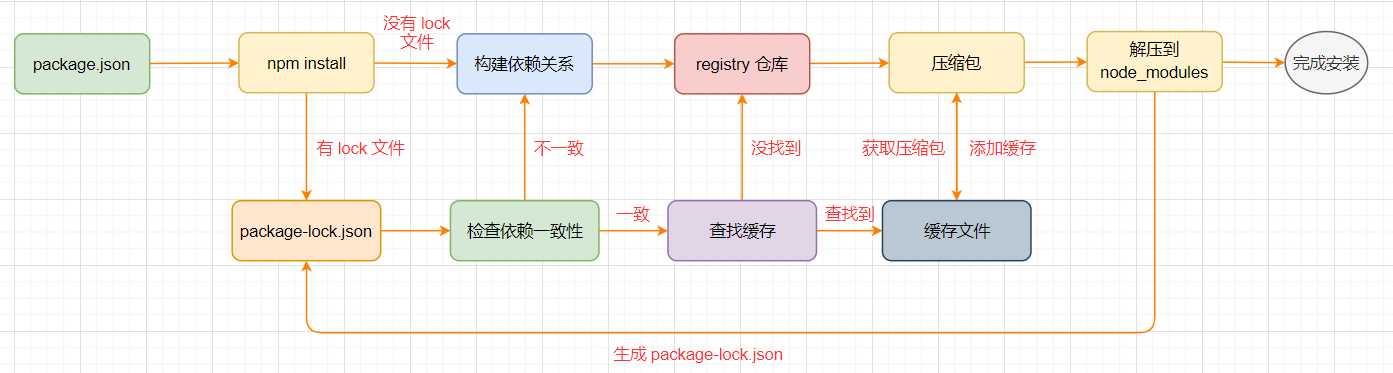 没有 lock
文件
package.json
npm install
构建依赖关系
registry 仓库
压缩包
解压到
node_modules
完成安装
有 lock 文件
不一致
没找到
获取压缩包
添加缓存
package-lock.json
检查依赖一致性
一致
查找缓存
查找到
缓存文件
生成 package-lock.json